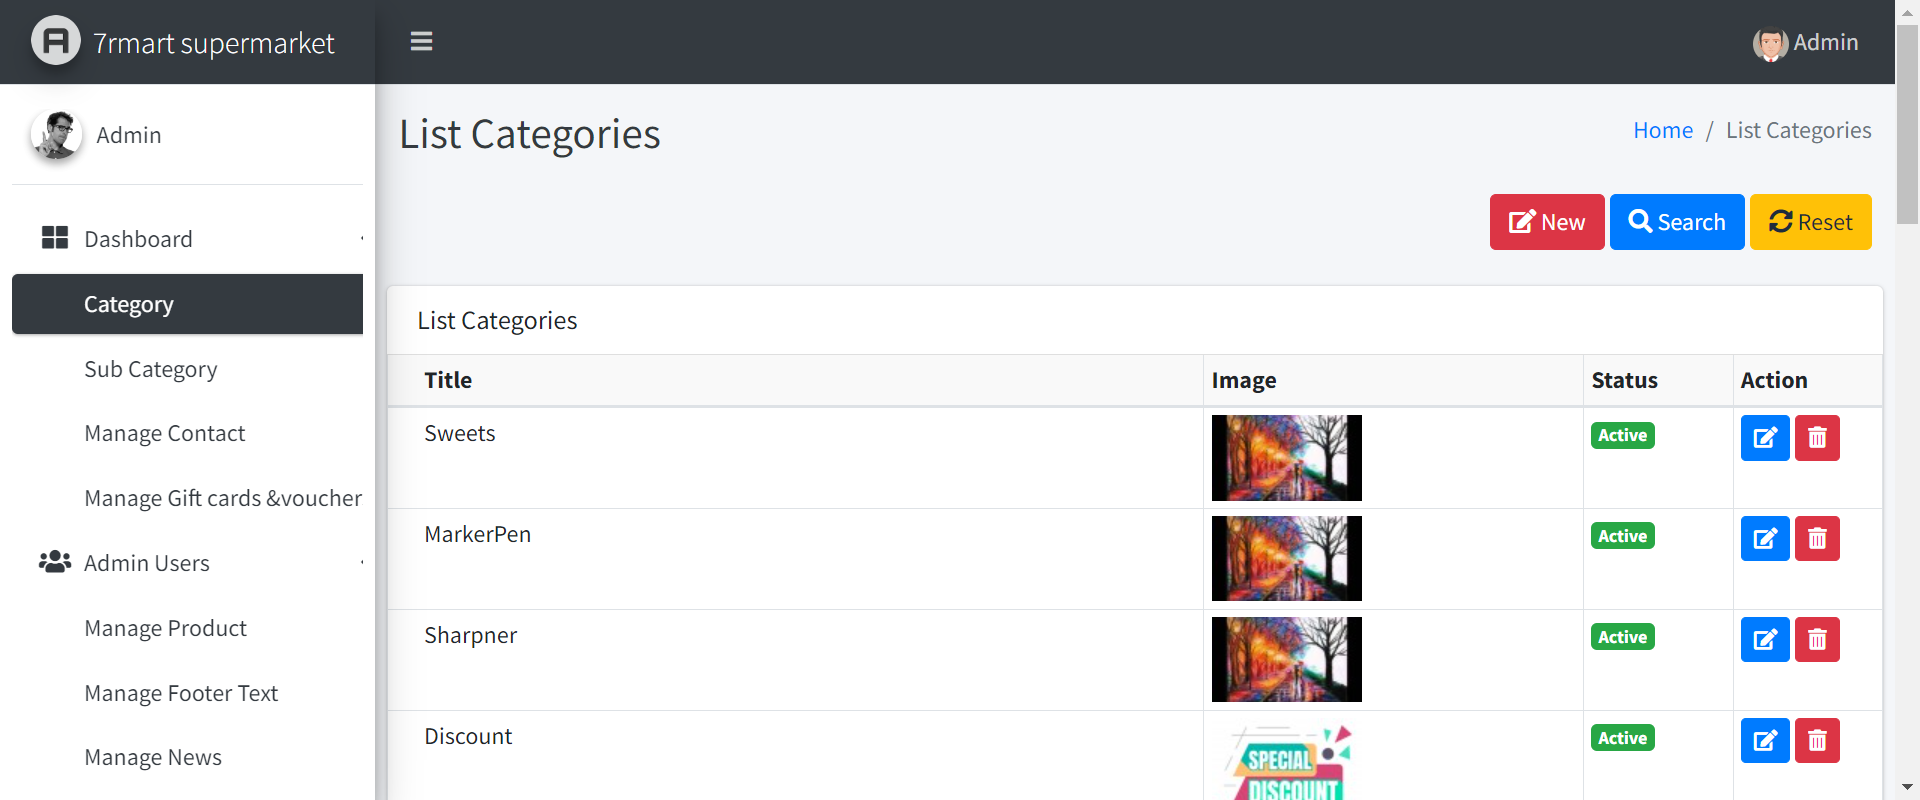 7rmart supermarket
Admin
Admin
Dashboard
Category
Sub Category
Manage Contact
Manage Gift cards &voucher
Admin Users
Manage Product
Manage Footer Text
Manage News
List Categories
Home / List Categories
New Search Reset
List Categories
Title Image Status Action
Sweets Active
MarkerPen Active
Sharpner Active
Discount Active
SPECIAL
DISCOUNT